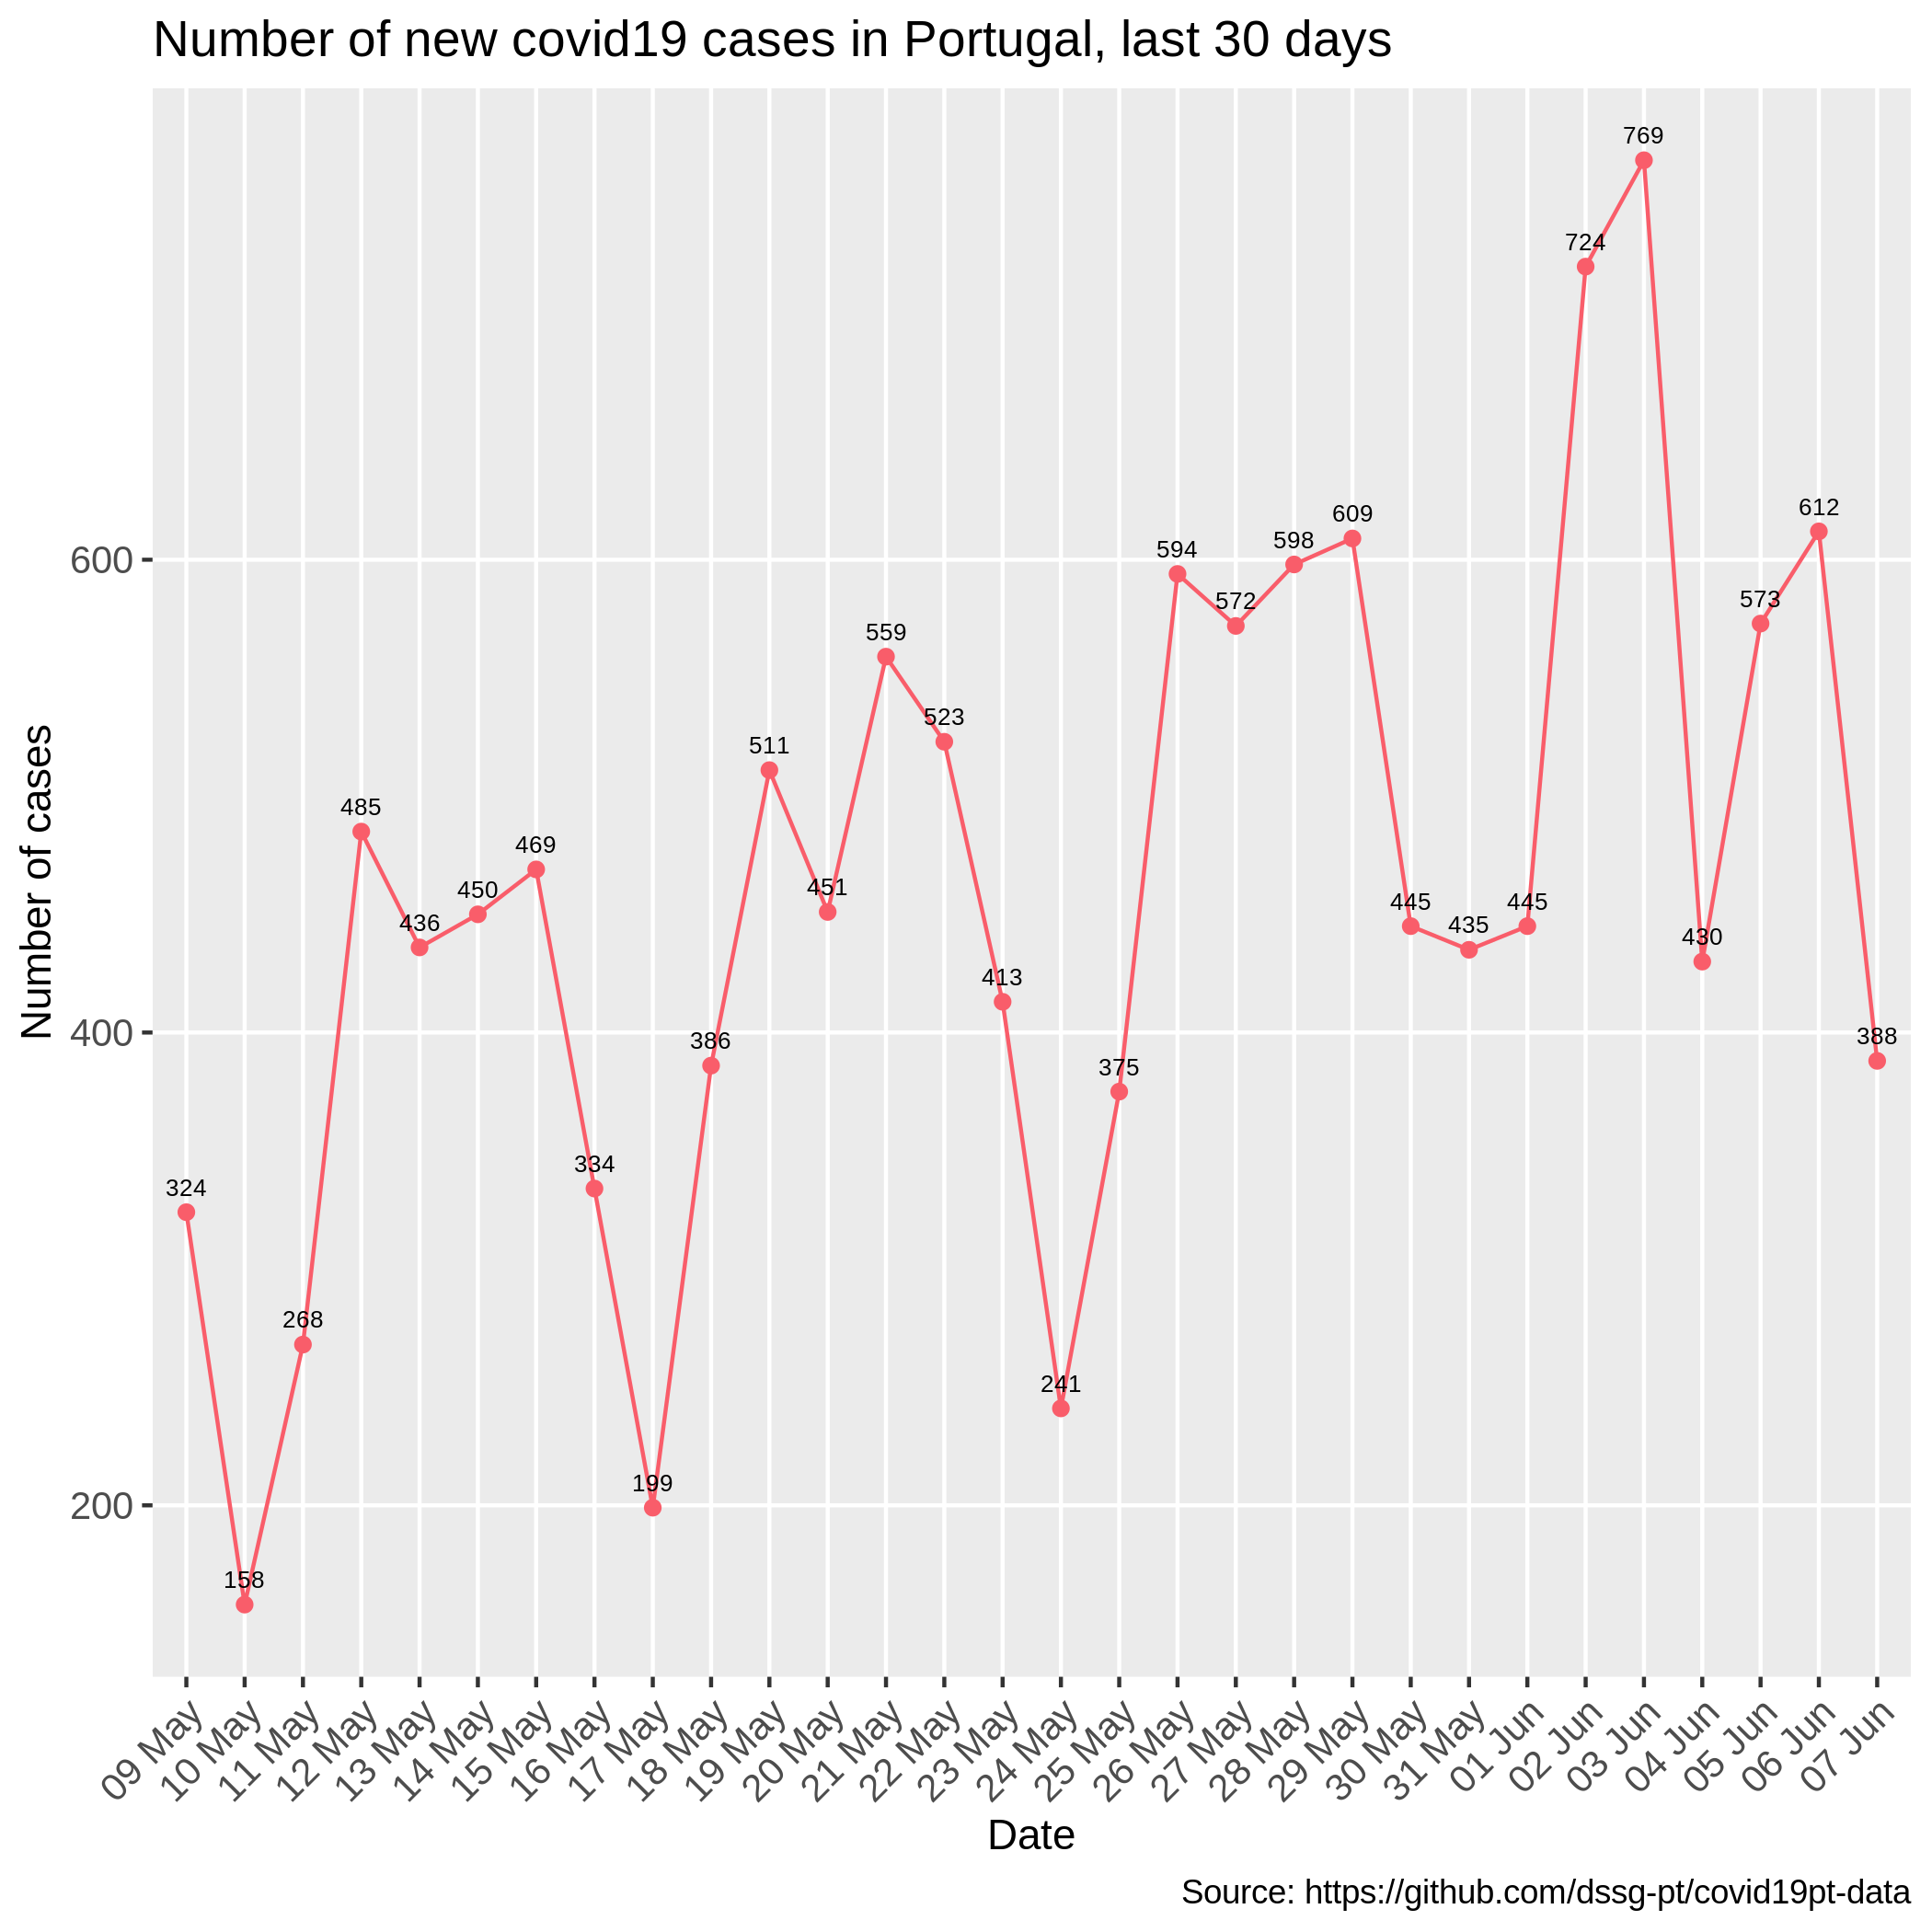 Number of new covid19 cases in Portugal, last 30 days
769
724
612
609
598
594
573
572
559
523
511
485
469
451
450
445
445
436
435
430
413
388
386
375
334
324
268
241
199
158
600
400
200
Number of cases
09 May
10 May
11 May
12 May
13 May
14 May
15 May
16 May
17 May
18 May
19 May
20 May
21 May
22 May
23 May
24 May
25 May
26 May
27 May
28 May
29 May
30 May
31 May
01 Jun
02 Jun
03 Jun
04 Jun
05 Jun
06 Jun
07 Jun
Date
Source: https://github.com/dssg-pt/covid19pt-data